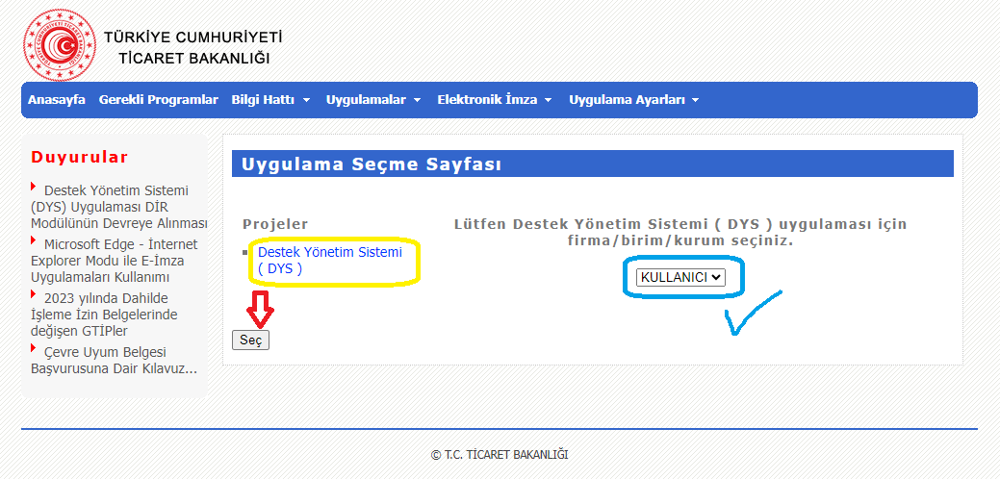 TÜRKİYE CUMHURİYETİ
TİCARET BAKANLIĞI
Anasayfa Gerekli Programlar Bilgi Hattı Uygulamalar Elektronik İmza Uygulama Ayarları
Duyurular
Destek Yönetim Sistemi
(DYS) Uygulaması DİR
Modülünün Devreye Alınması
Microsoft Edge - İnternet
Explorer Modu ile E-İmza
Uygulamaları Kullanımı
2023 yılında Dahilde
İşleme İzin Belgelerinde
değişen GTİPler
Çevre Uyum Belgesi
Başvurusuna Dair Kılavuz...
Uygulama Seçme Sayfası
Projeler
Destek Yönetim Sistemi
( DYS )
Seç
Lütfen Destek Yönetim Sistemi ( DYS ) uygulaması için
firma/birim/kurum seçiniz.
KULLANICI
© T.C. TİCARET BAKANLIĞI